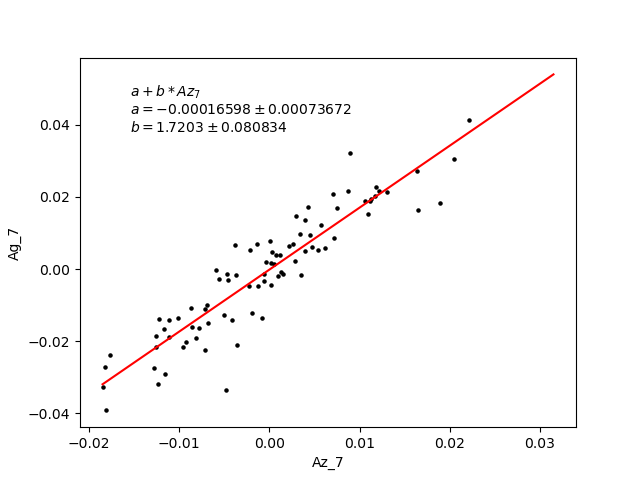 a + b * Az_7
a = −0.00016598 ± 0.00073672
b = 1.7203 ± 0.080834
0.04
0.02
0.00
−0.02
−0.04
Ag_7
−0.02 −0.01 0.00 0.01 0.02 0.03
Az_7